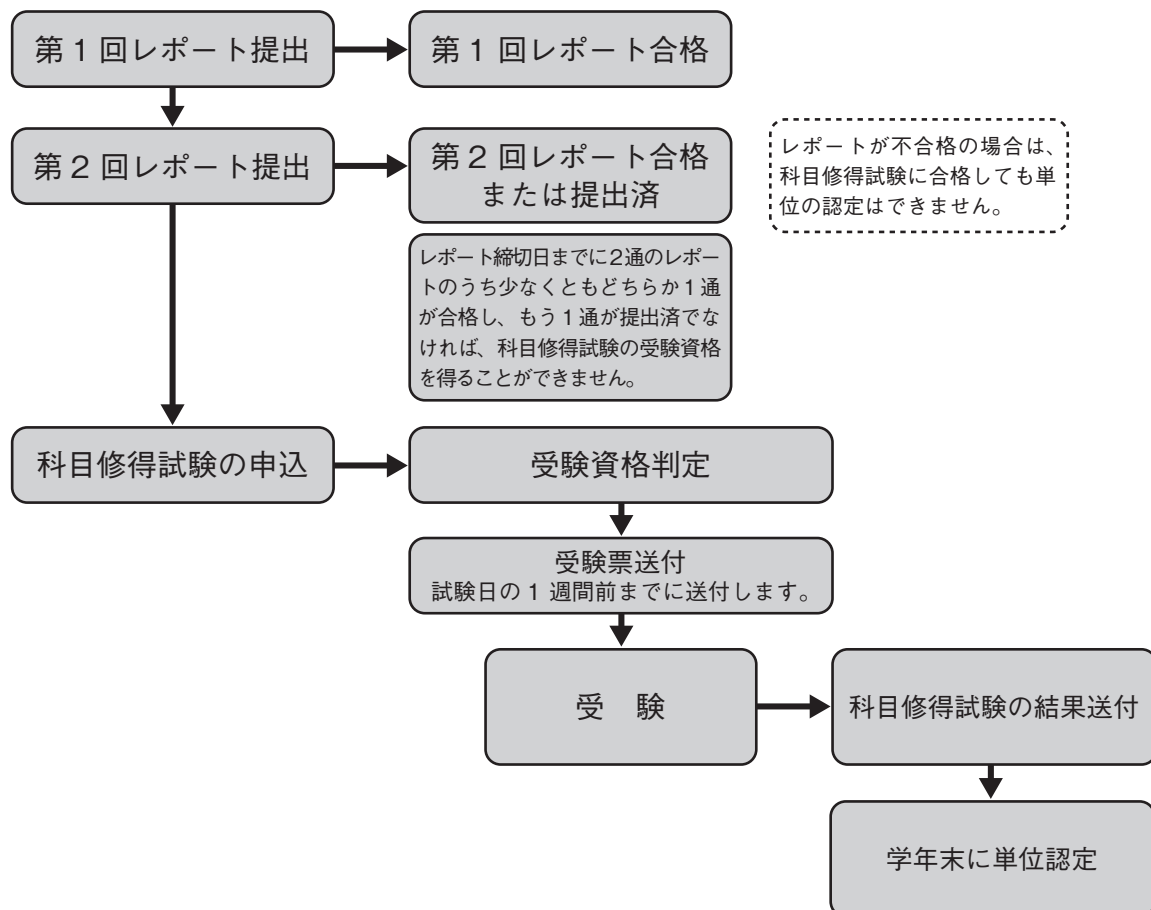 第1回レポート提出
第1回レポート合格
第2回レポート提出
第2回レポート合格
または提出済
レポートが不合格の場合は、
科目修得試験に合格しても単
位の認定はできません。
レポート締切日までに2通のレポー
トのうち少なくともどちらか1通
が合格し、もう1通が提出済でな
ければ、科目修得試験の受験資格
を得ることができません。
科目修得試験の申込
受験資格判定
受験票送付
試験日の1週間前までに送付します。
受　験
科目修得試験の結果送付
学年末に単位認定